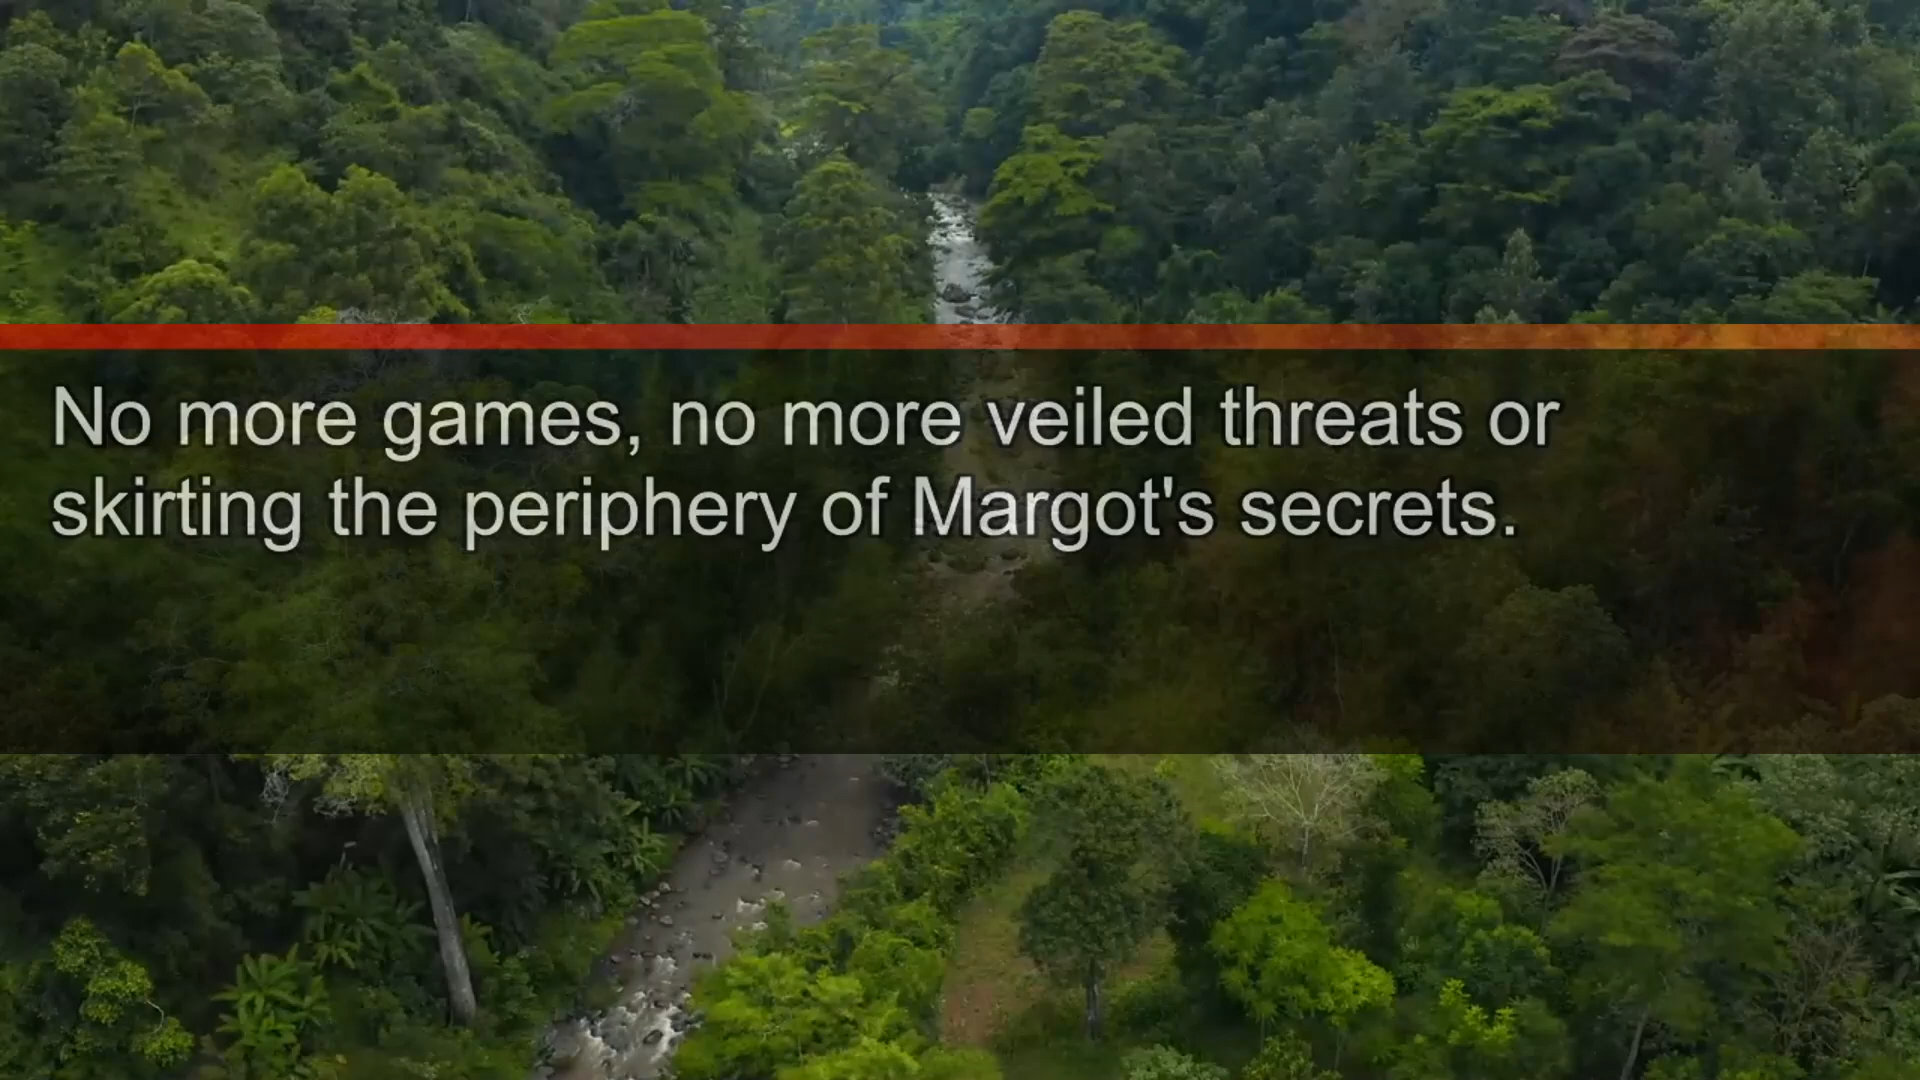 No more games, no more veiled threats or
skirting the periphery of Margot's secrets.